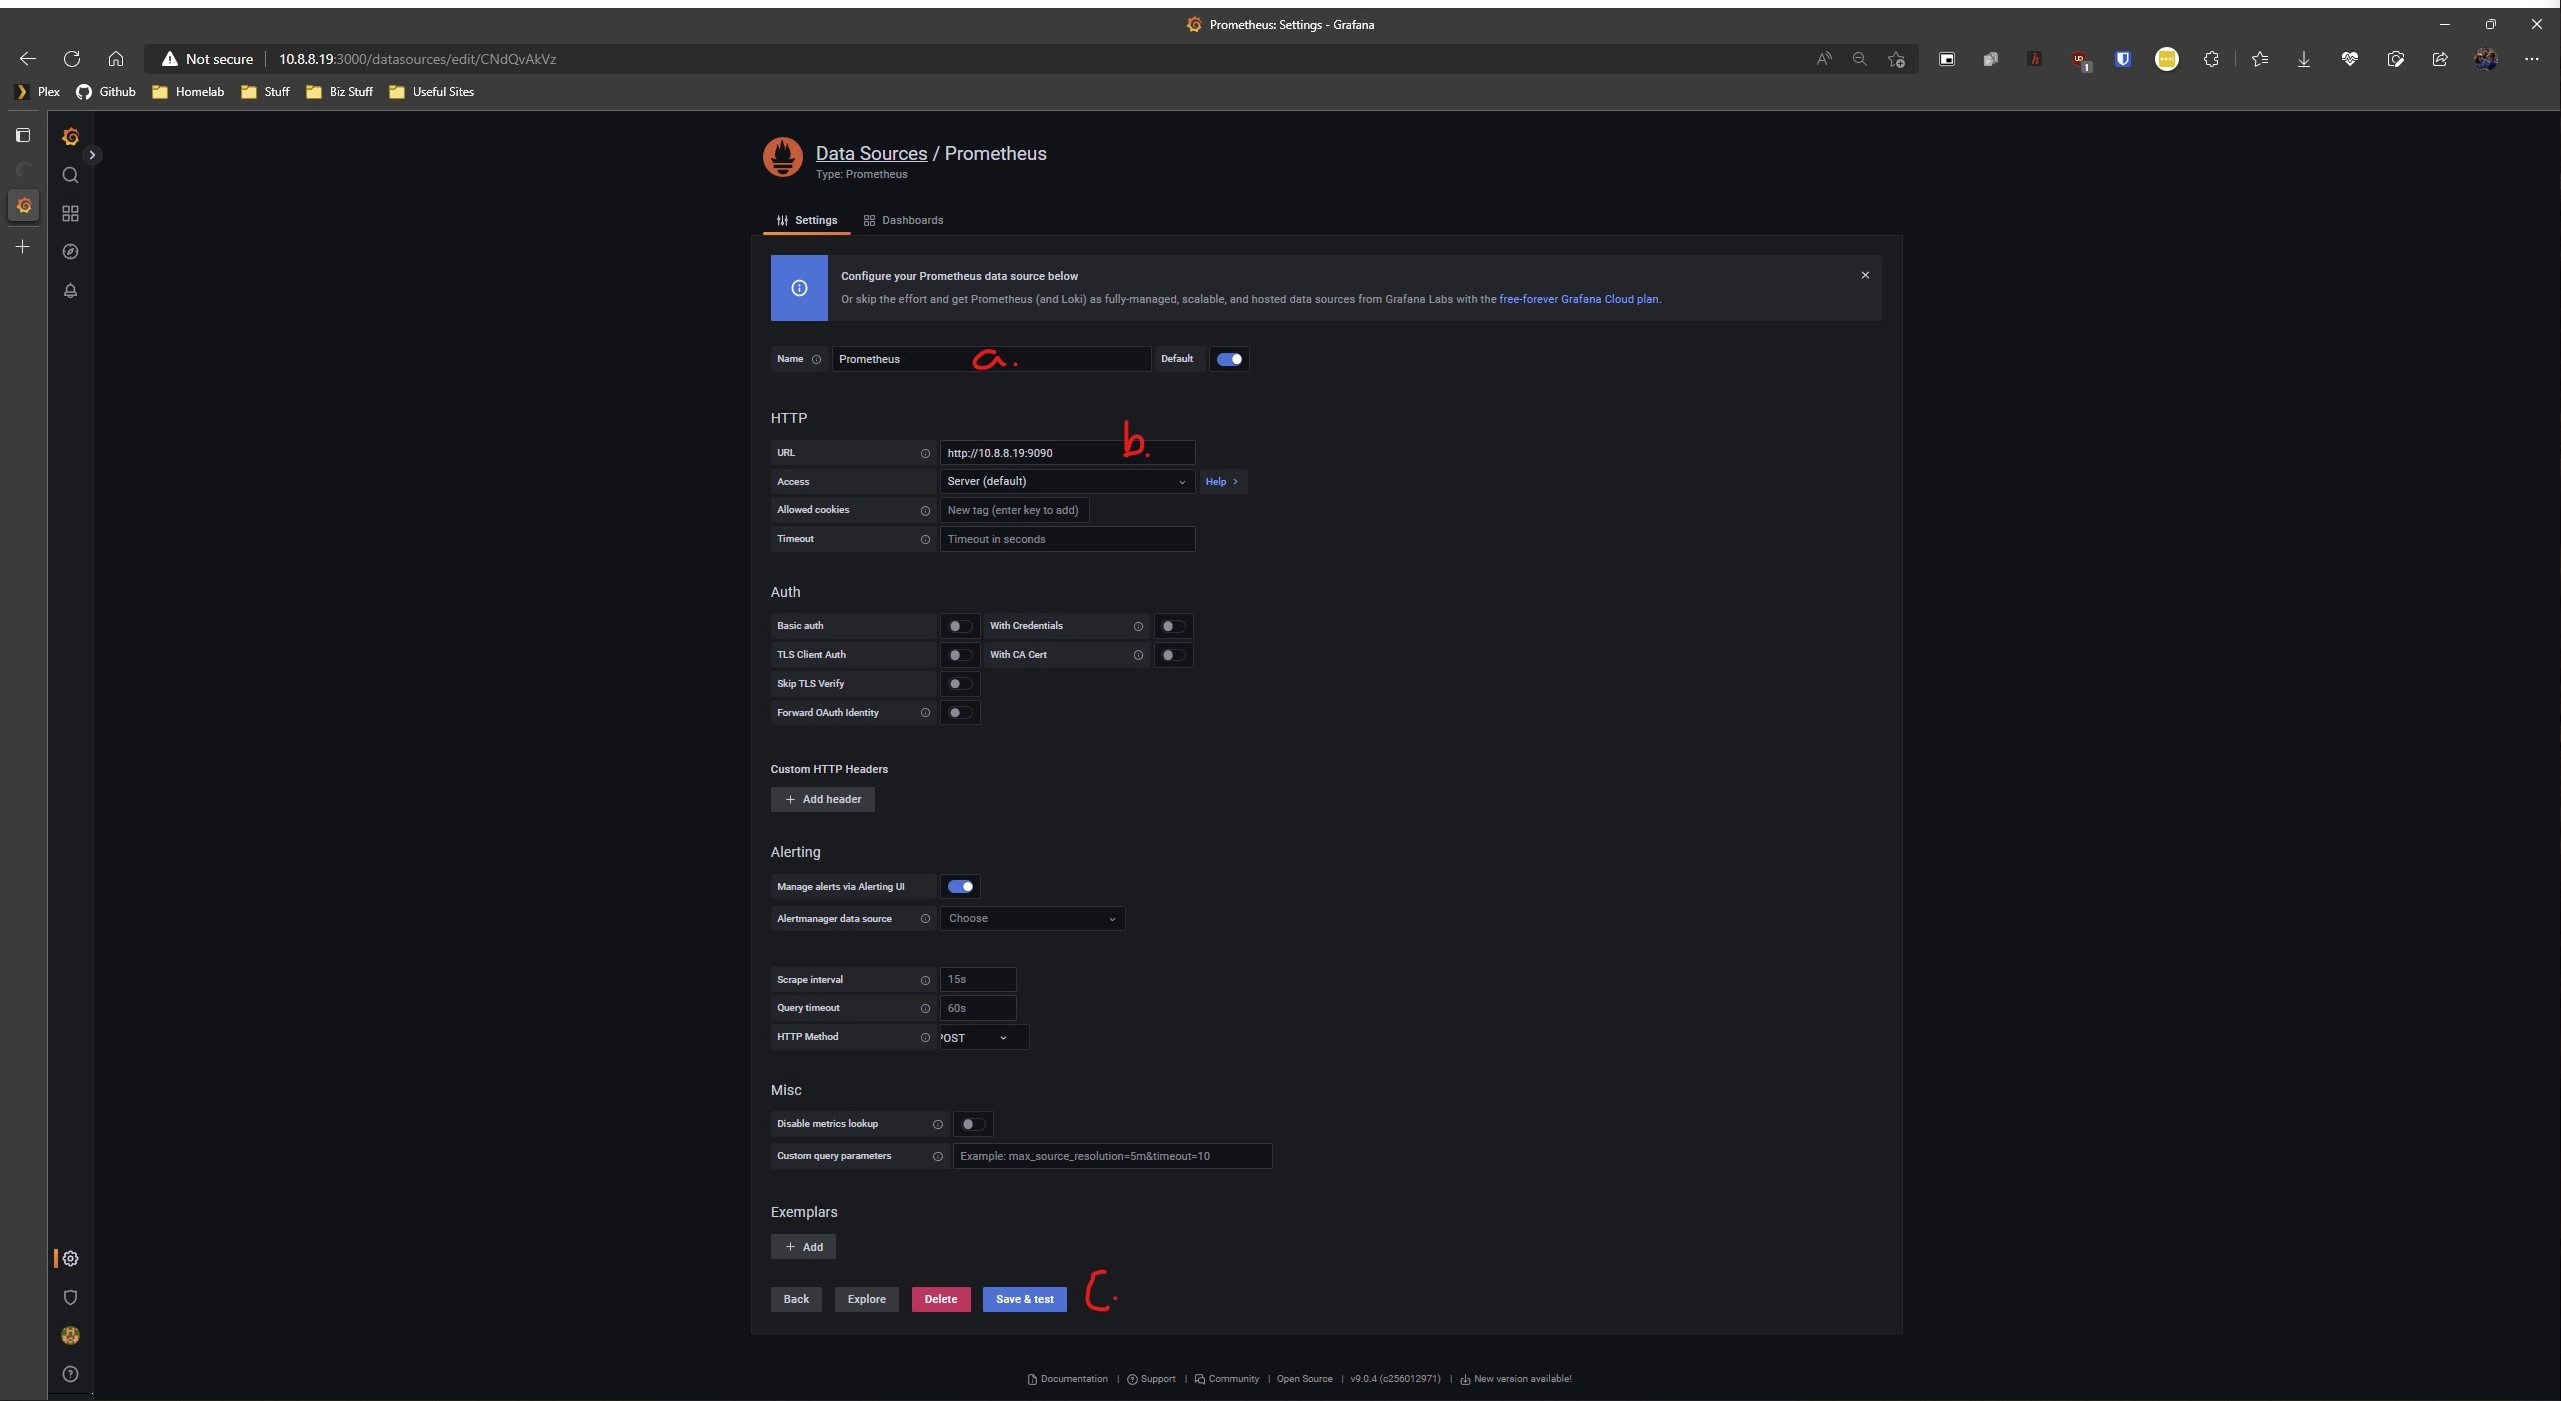 Prometheus: Settings - Grafana
Not secure 10.8.8.19:3000/datasources/edit/CNdQvAkVz
Plex Github Homelab Stuff Biz Stuff Useful Sites
Data Sources / Prometheus
Type: Prometheus
Settings Dashboards
Configure your Prometheus data source below
Or skip the effort and get Prometheus (and Loki) as fully-managed, scalable, and hosted data sources from Grafana Labs with the free-forever Grafana Cloud plan.
Name Prometheus a. Default
HTTP
b.
URL http://10.8.8.19:9090
Access Server (default) Help
Allowed cookies New tag (enter key to add)
Timeout Timeout in seconds
Auth
Basic auth With Credentials
TLS Client Auth With CA Cert
Skip TLS Verify
Forward OAuth Identity
Custom HTTP Headers
+ Add header
Alerting
Manage alerts via Alerting UI
Alertmanager data source Choose
Scrape interval 15s
Query timeout 60s
HTTP Method POST
Misc
Disable metrics lookup
Custom query parameters Example: max_source_resolution=5m&timeout=10
Exemplars
+ Add
Back Explore Delete Save & test C.
Documentation | Support | Community | Open Source | v9.0.4 (c256012971) | New version available!